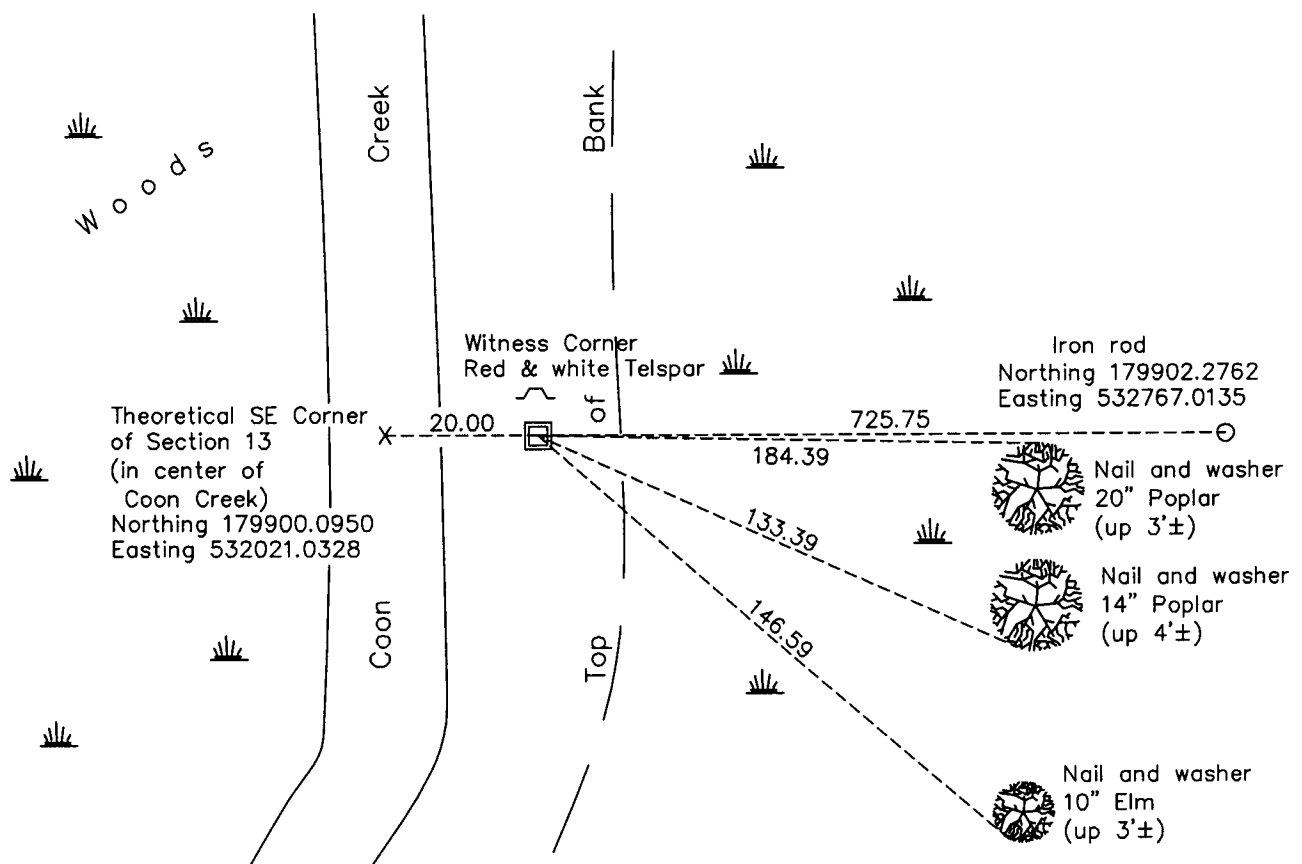 Woods
Creek
Bank
Witness Corner
Red & white Telspar
of
Iron rod
Northing 179902.2762
Easting 532767.0135
Theoretical SE Corner
of Section 13
(in center of
Coon Creek)
Northing 179900.0950
Easting 532021.0328
20.00
725.75
184.39
133.39
146.59
Nail and washer
20" Poplar
(up 3'±)
Nail and washer
14" Poplar
(up 4'±)
Coon
Top
Nail and washer
10" Elm
(up 3'±)